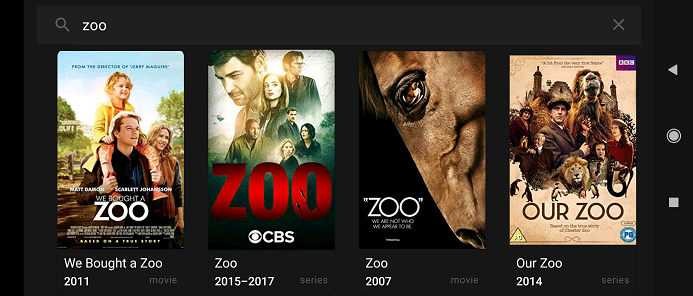 zoo
FROM THE DIRECTOR OF 'JERRY MAGUIRE'
MATT DAMON SCARLETT JOHANSSON
WE BOUGHT A
ZOO
BASED ON A TRUE STORY
We Bought a Zoo
2011 movie
ZOO
CBS
Zoo
2015–2017 series
"ZOO"
WE ARE NOT WHO
WE APPEAR TO BE.
Zoo
2007 movie
BBC
OUR ZOO
Based on the true story
of Chester Zoo
PG
PG
Our Zoo
2014 series